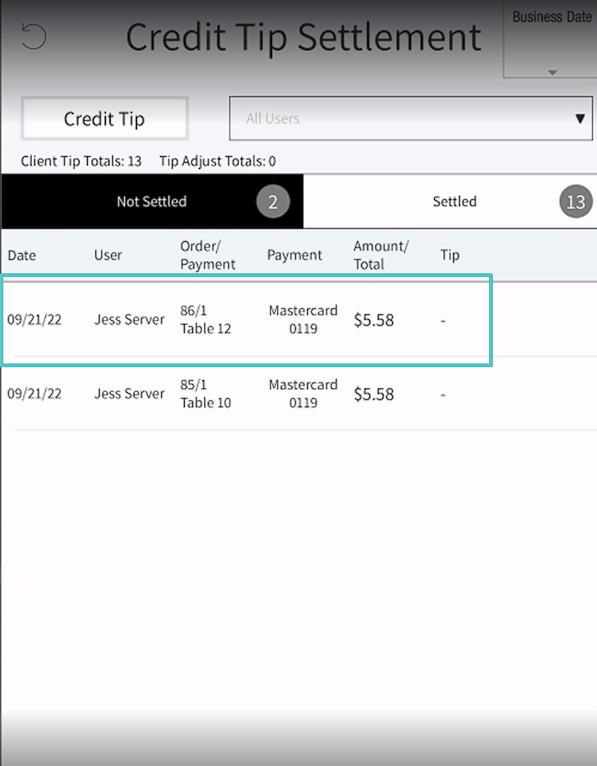 Credit Tip Settlement
Business Date
Credit Tip
All Users
Client Tip Totals: 13 Tip Adjust Totals: 0
Not Settled 2 Settled 13
Date User Order/ Payment Payment Amount/ Total Tip
09/21/22 Jess Server 86/1 Table 12 Mastercard 0119 $5.58 -
09/21/22 Jess Server 85/1 Table 10 Mastercard 0119 $5.58 -